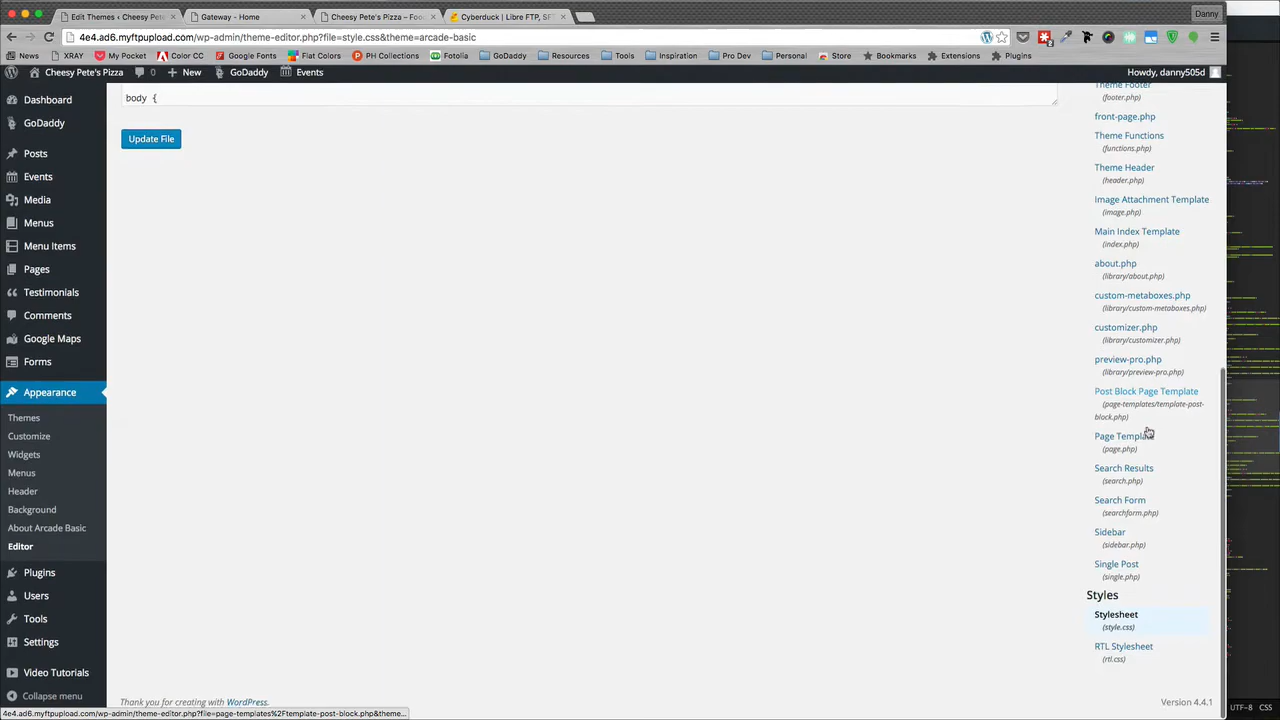 Edit Themes ‹ Cheesy Pete
Gateway - Home
Cheesy Pete's Pizza – Foo
Cyberduck | Libre FTP, SFT
Danny
4e4.ad6.myftpupload.com/wp-admin/theme-editor.php?file=style.css&theme=arcade-basic
News
XRAY
My Pocket
Color CC
Google Fonts
Flat Colors
PH Collections
Fotolia
GoDaddy
Resources
Tools
Inspiration
Pro Dev
Personal
Store
Bookmarks
Extensions
Plugins
Cheesy Pete's Pizza
0
New
GoDaddy
Events
Howdy, danny505d
Dashboard
GoDaddy
Posts
Events
Media
Menus
Menu Items
Pages
Testimonials
Comments
Google Maps
Forms
Appearance
Themes
Customize
Widgets
Menus
Header
Background
About Arcade Basic
Editor
Plugins
Users
Tools
Settings
Video Tutorials
Collapse menu
body {
Update File
Theme Footer
(footer.php)
front-page.php
Theme Functions
(functions.php)
Theme Header
(header.php)
Image Attachment Template
(image.php)
Main Index Template
(index.php)
about.php
(library/about.php)
custom-metaboxes.php
(library/custom-metaboxes.php)
customizer.php
(library/customizer.php)
preview-pro.php
(library/preview-pro.php)
Post Block Page Template
(page-templates/template-post-
block.php)
Page Template
(page.php)
Search Results
(search.php)
Search Form
(searchform.php)
Sidebar
(sidebar.php)
Single Post
(single.php)
Styles
Stylesheet
(style.css)
RTL Stylesheet
(rtl.css)
Thank you for creating with WordPress.
Version 4.4.1
4e4.ad6.myftpupload.com/wp-admin/theme-editor.php?file=page-templates%2Ftemplate-post-block.php&theme...
UTF-8
CSS